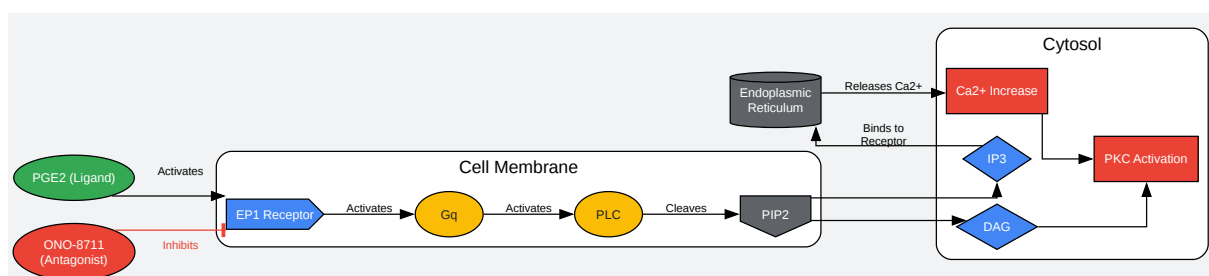 Cytosol
Endoplasmic
Reticulum
Releases Ca2+
Ca2+ Increase
Binds to
Receptor
IP3
PKC Activation
Cell Membrane
PGE2 (Ligand)
Activates
EP1 Receptor
Activates
Gq
Activates
PLC
Cleaves
PIP2
DAG
ONO-8711
(Antagonist)
Inhibits